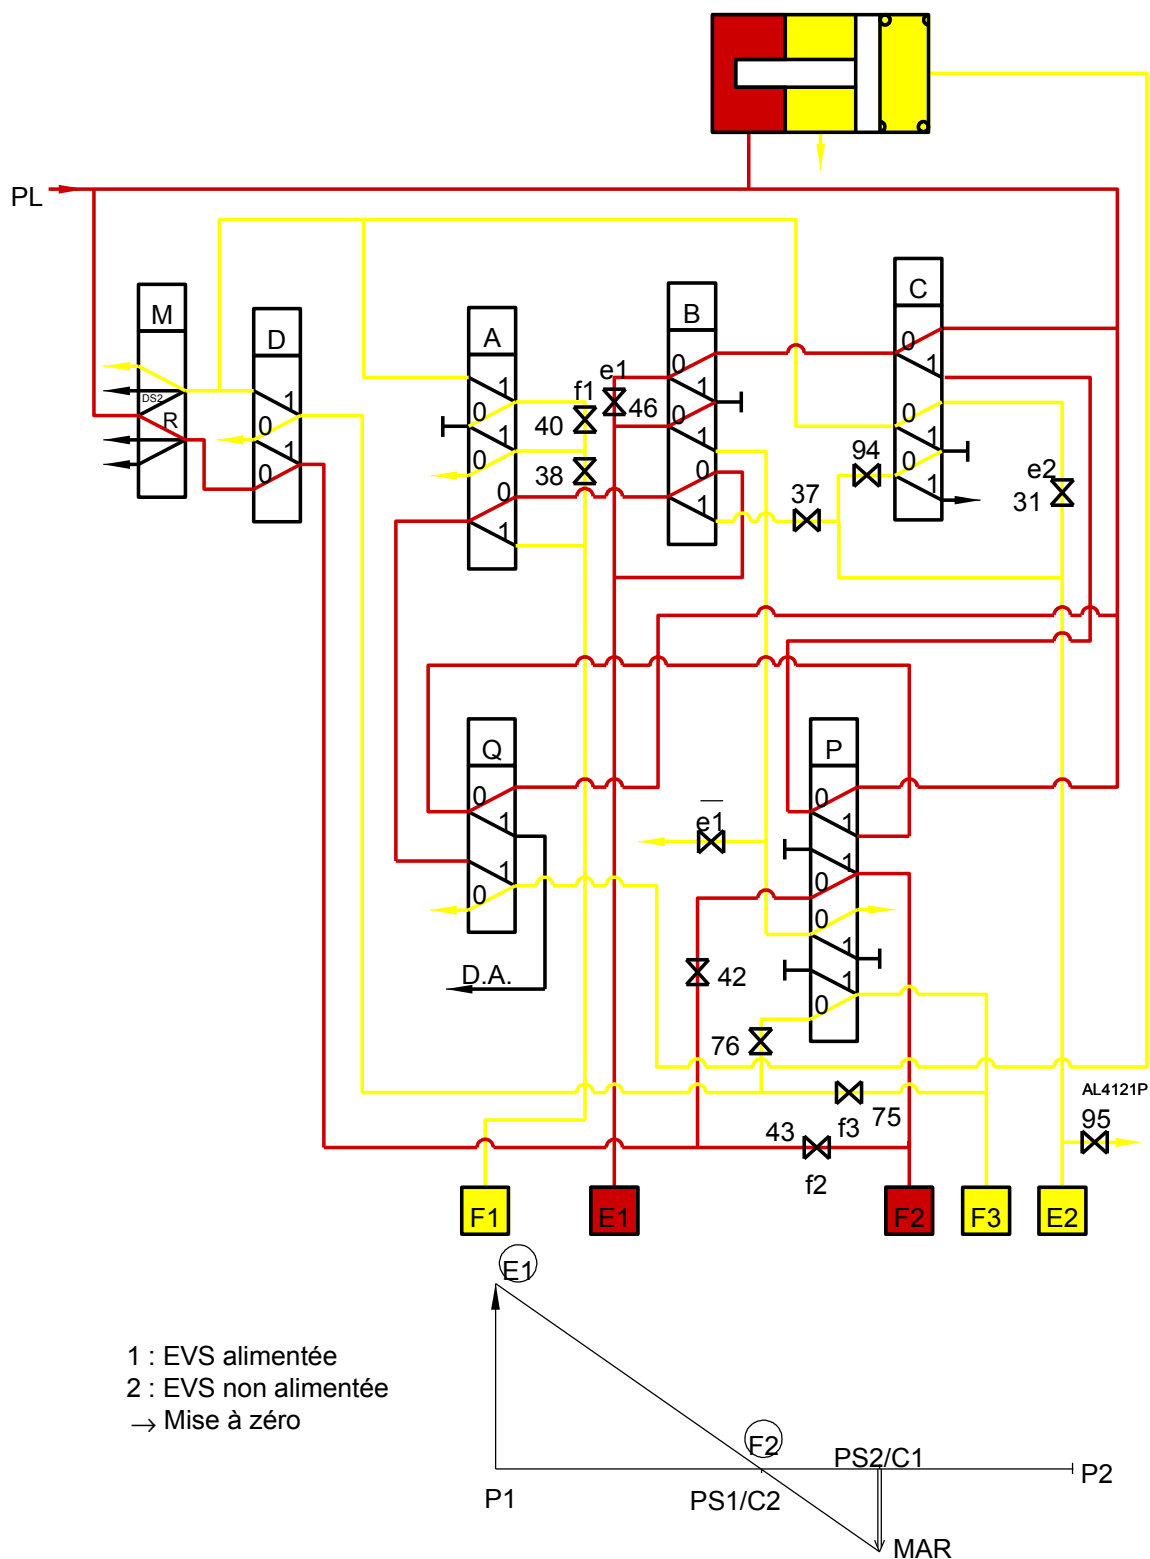 PL
M
D
A
B
C
DS2
R
1
0
1
0
1
0
1
0
0
1
f1
40
38
e1
46
0
1
0
0
1
0
1
0
0
1
94
37
e2
31
Q
0
1
1
0
D.A.
e1
P
0
1
1
0
0
1
1
0
42
76
75
f3
43
f2
AL4121P
95
F1
E1
F2
F3
E2
E1
F2
PS2/C1
P2
P1
PS1/C2
MAR
1 : EVS alimentée
2 : EVS non alimentée
→ Mise à zéro